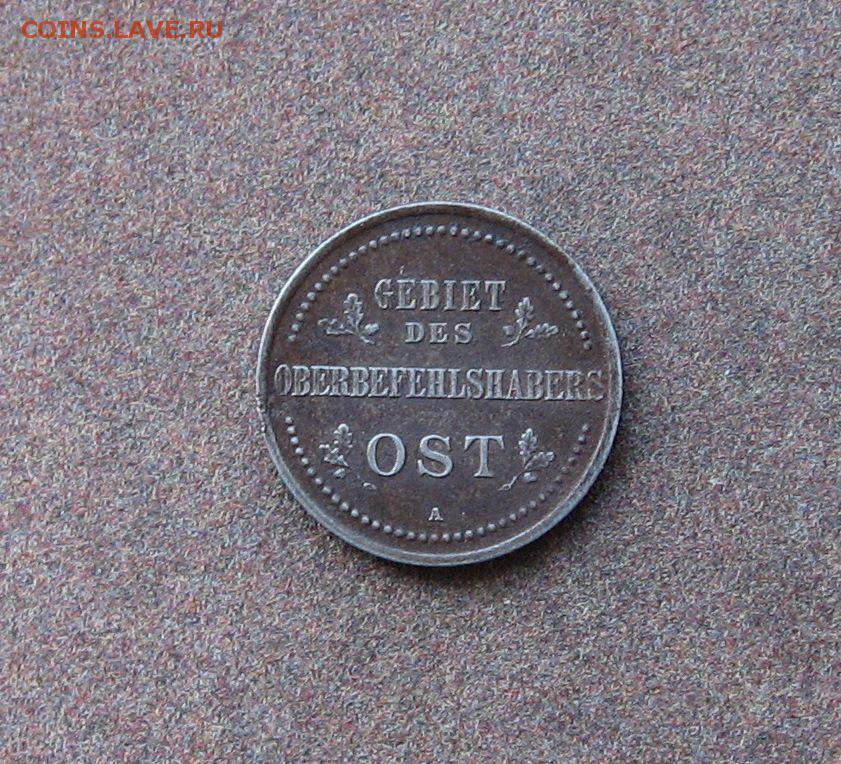 COINS.LAVE.RU
GEBIET
DES
OBERBEFEHLSHABERS
OST
A